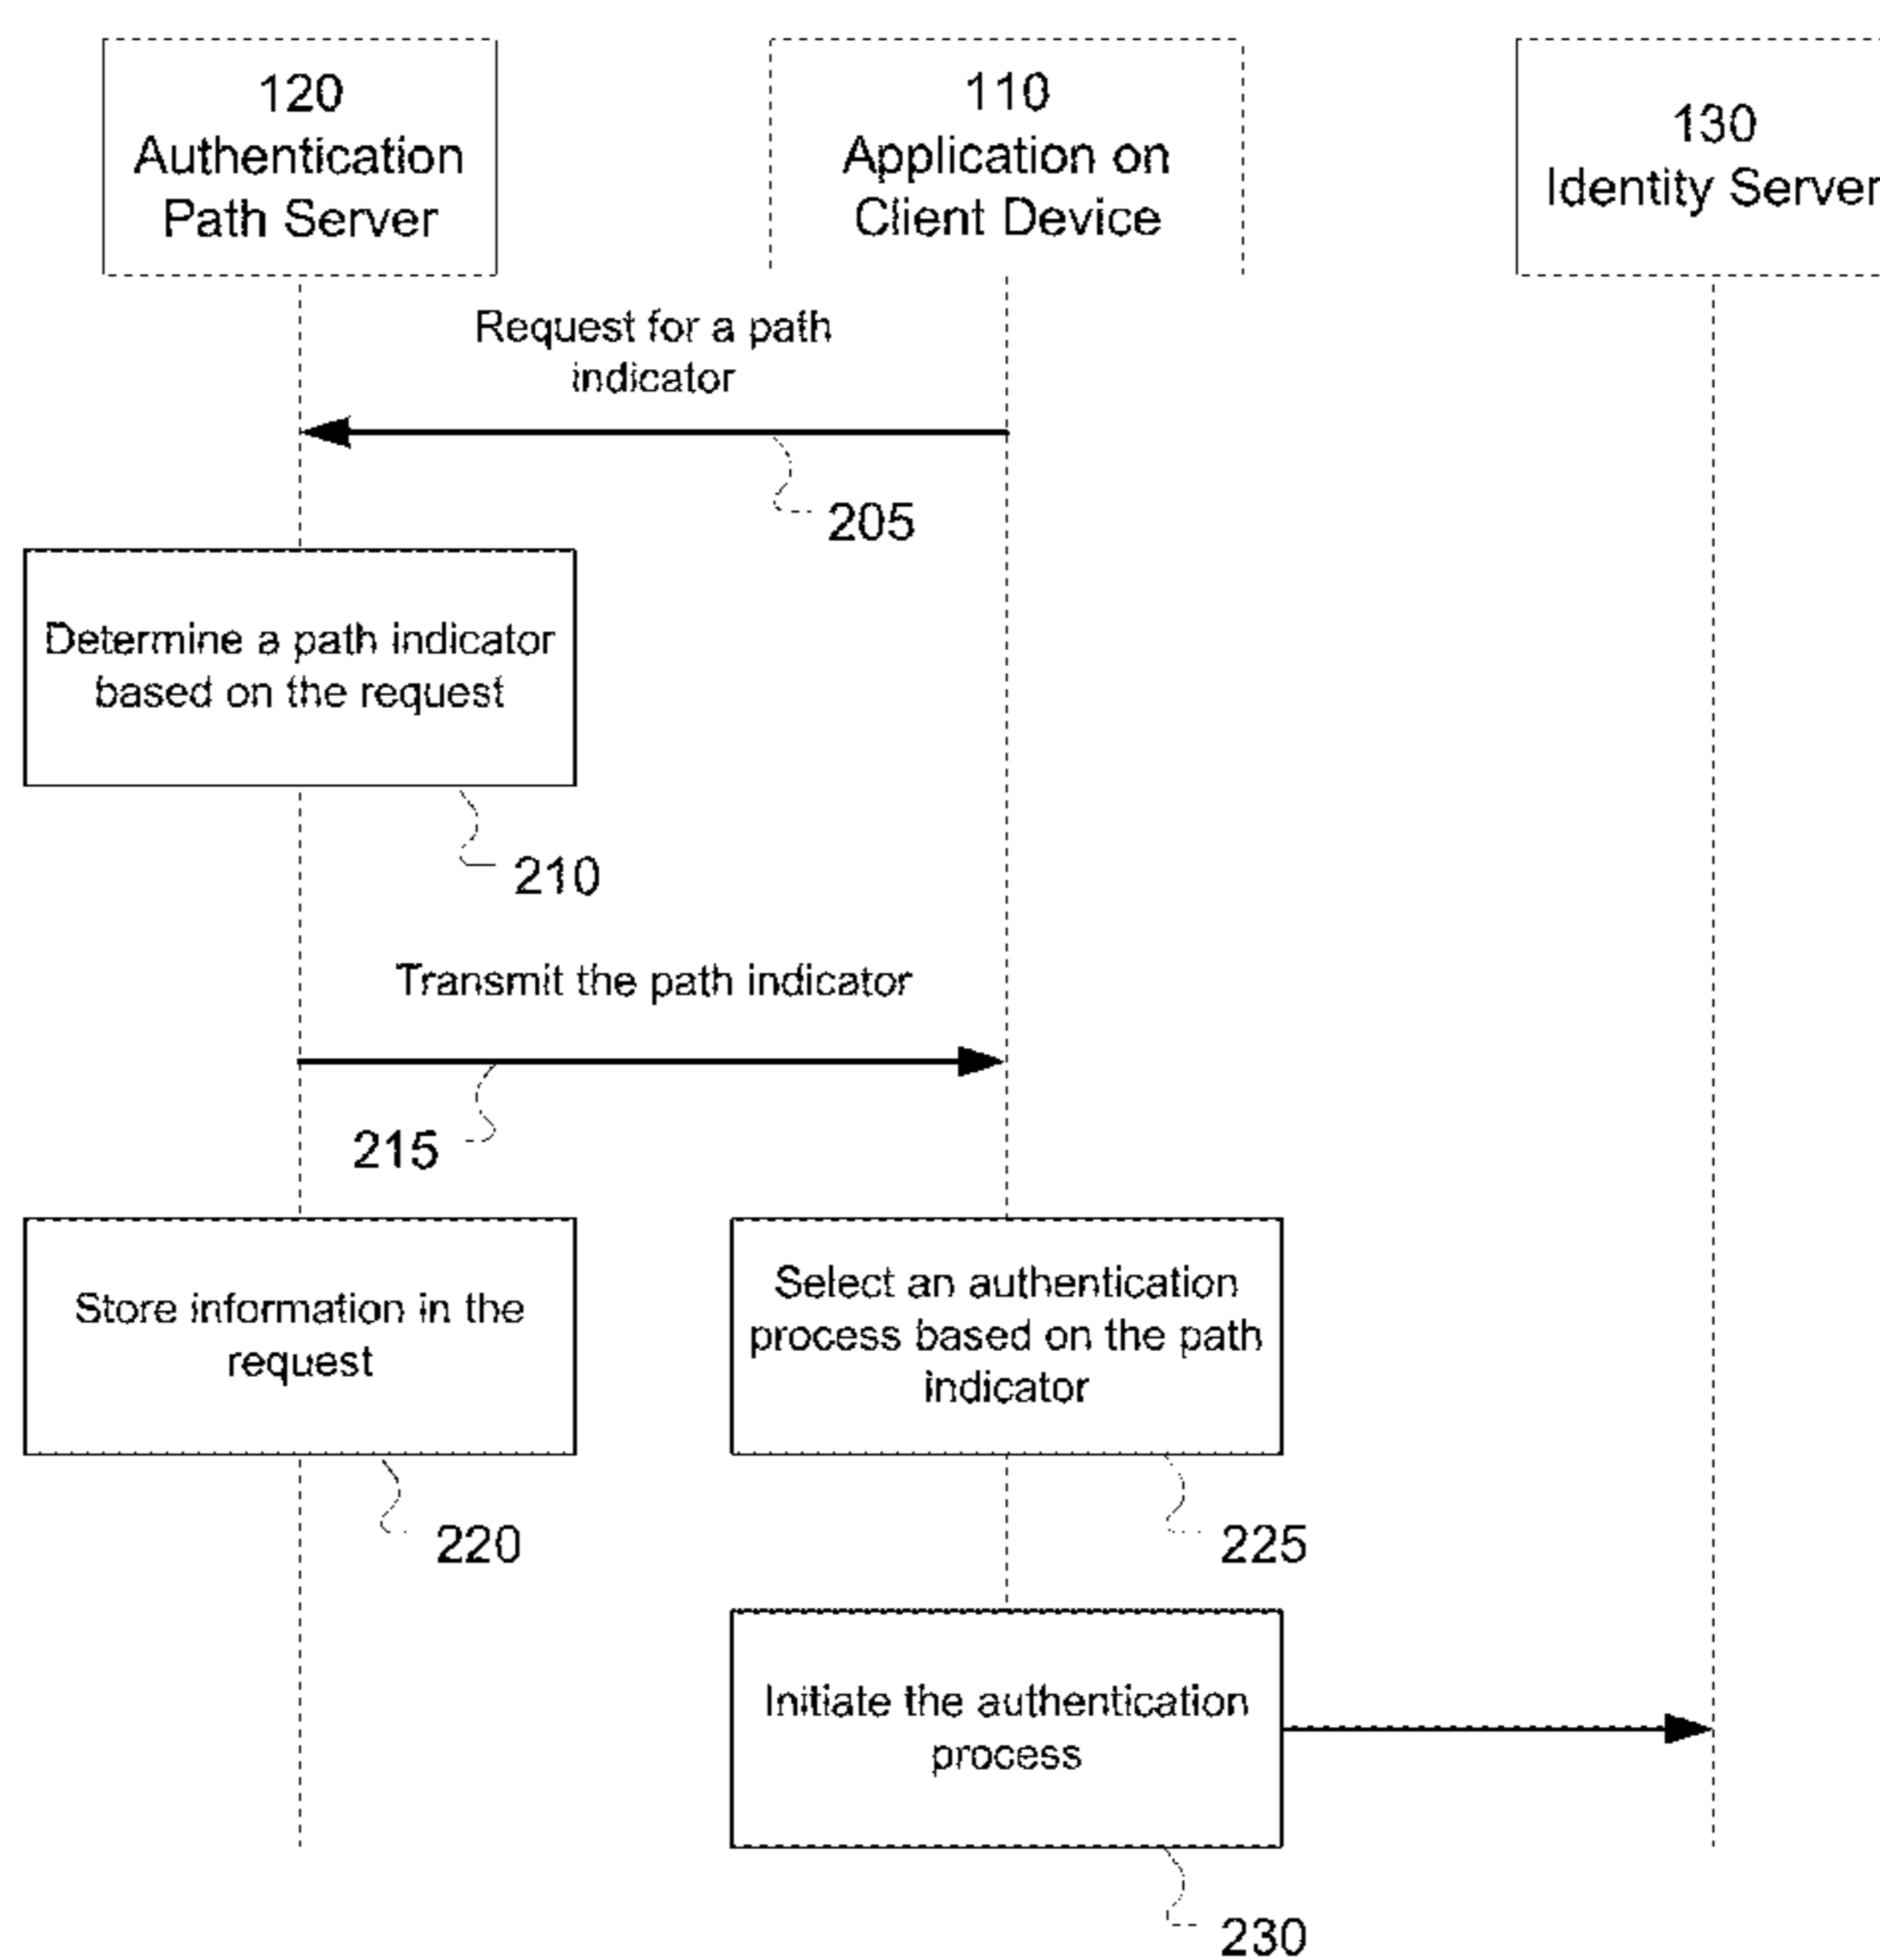 120
Authentication
Path Server
110
Application on
Client Device
130
Identity Server
Request for a path
indicator
205
Determine a path indicator
based on the request
210
Transmit the path indicator
215
Store information in the
request
220
Select an authentication
process based on the path
indicator
225
Initiate the authentication
process
230